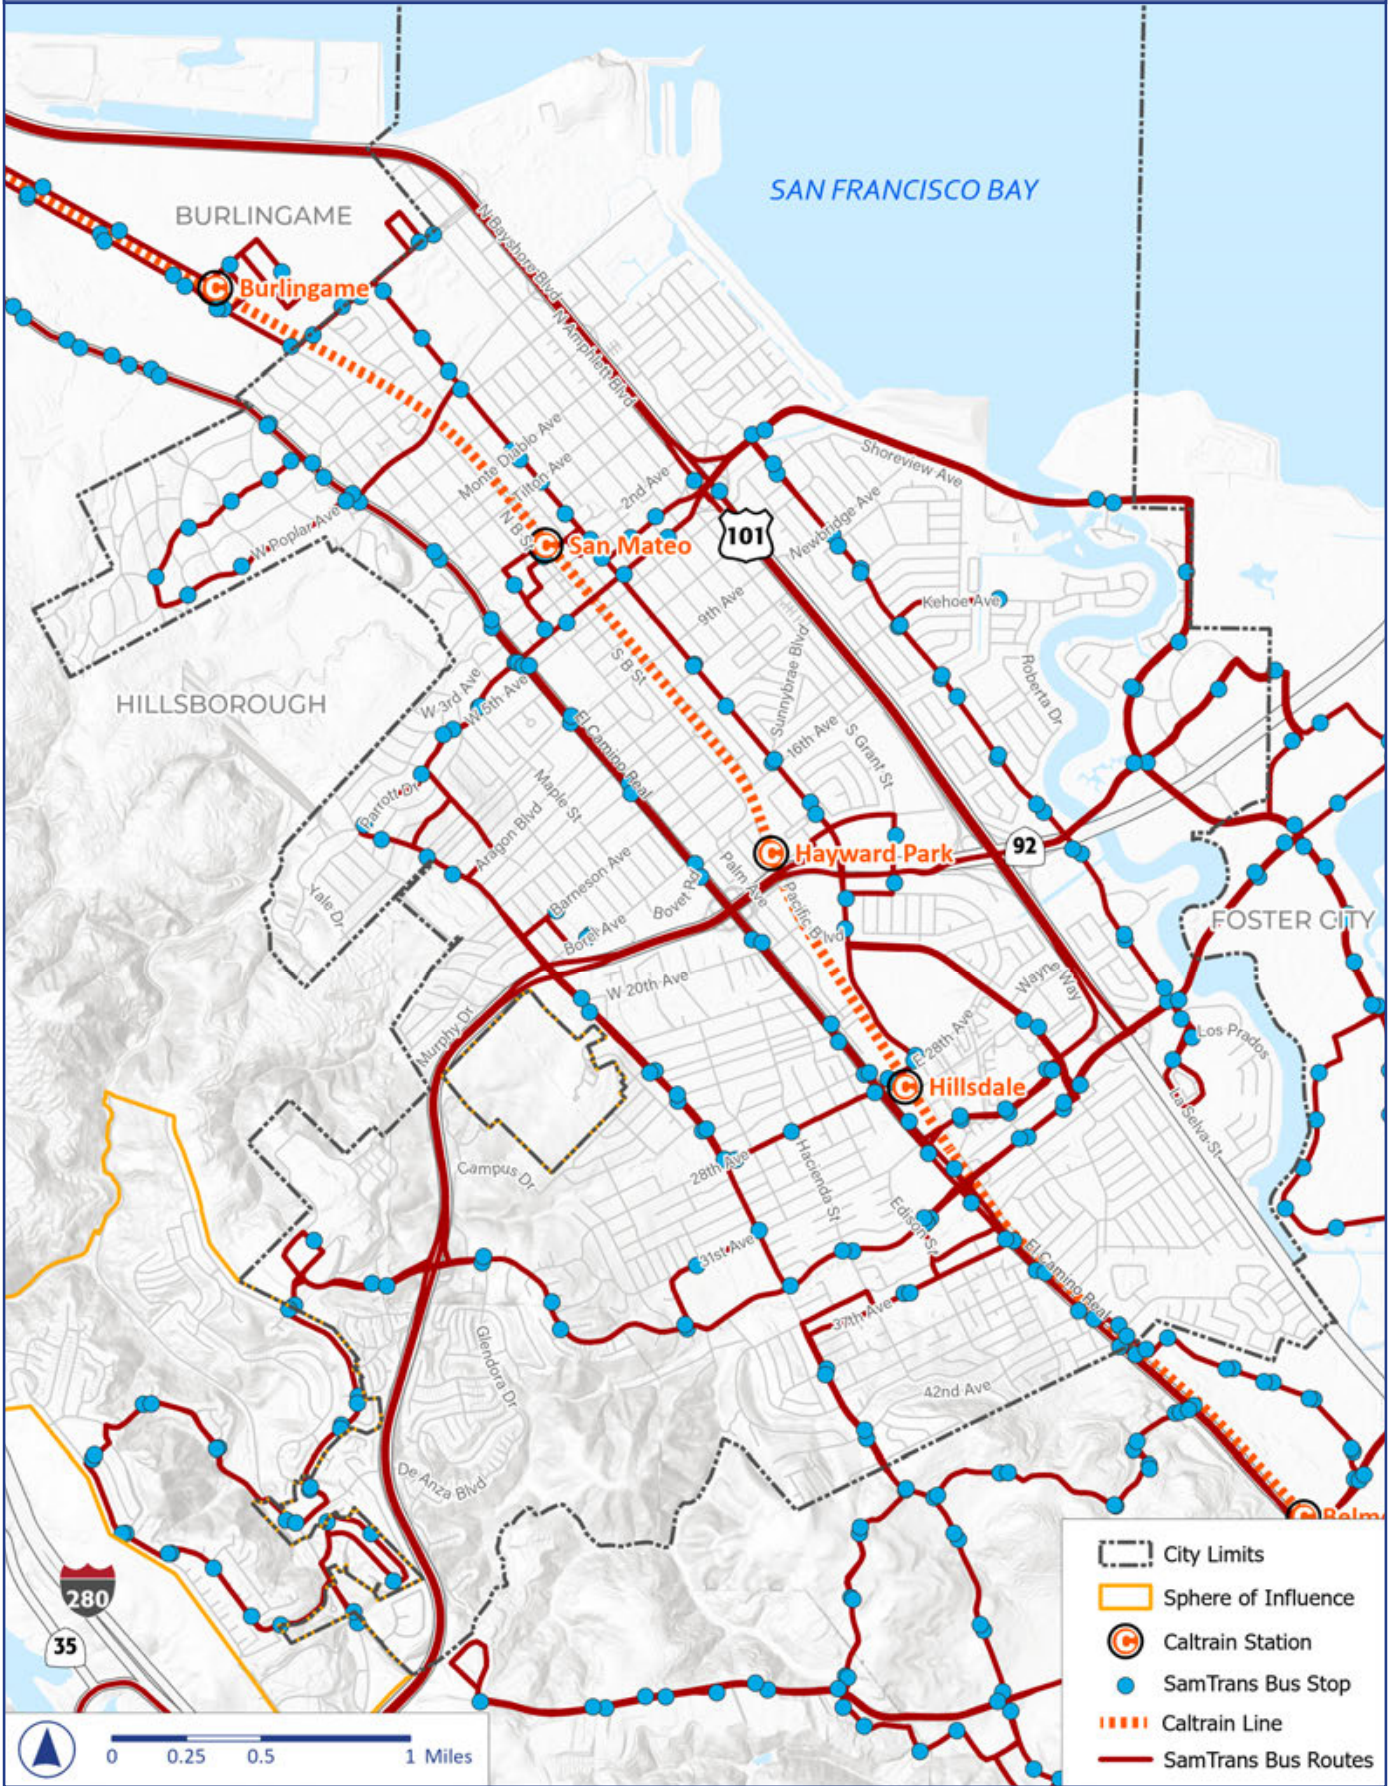 SAN FRANCISCO BAY
BURLINGAME
N Bayshore Blvd
Burlingame
N Amphlett Blvd
Monte Diablo Ave
Tilton Ave
2nd Ave
Shoreview Ave
W Poplar Ave
N B St
San Mateo
101
Newbridge Ave
9th Ave
Kehoe Ave
HILLSBOROUGH
W 3rd Ave
W 5th Ave
S B St
Sunnybrae Blvd
Roberta Dr
El Camino Real
16th Ave
S Grant St
Parrott Dr
Maple St
Aragon Blvd
Hayward Park
92
Yale Dr
Barneson Ave
Bovet Rd
Palm Ave
Pacific Blvd
Borel Ave
FOSTER CITY
W 20th Ave
Wayne Way
Murphy Dr
E 28th Ave
Los Prados
Hillsdale
La Selva St
Campus Dr
28th Ave
Hacienda St
Edison St
31st Ave
El Camino Real
37th Ave
Glendora Dr
42nd Ave
De Anza Blvd
Belm
280
35
City Limits
Sphere of Influence
Caltrain Station
SamTrans Bus Stop
Caltrain Line
SamTrans Bus Routes
0 0.25 0.5 1 Miles